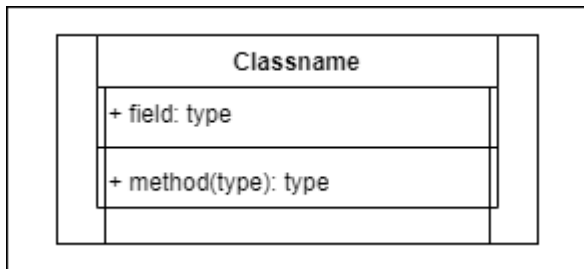 Classname
+ field: type
+ method(type): type